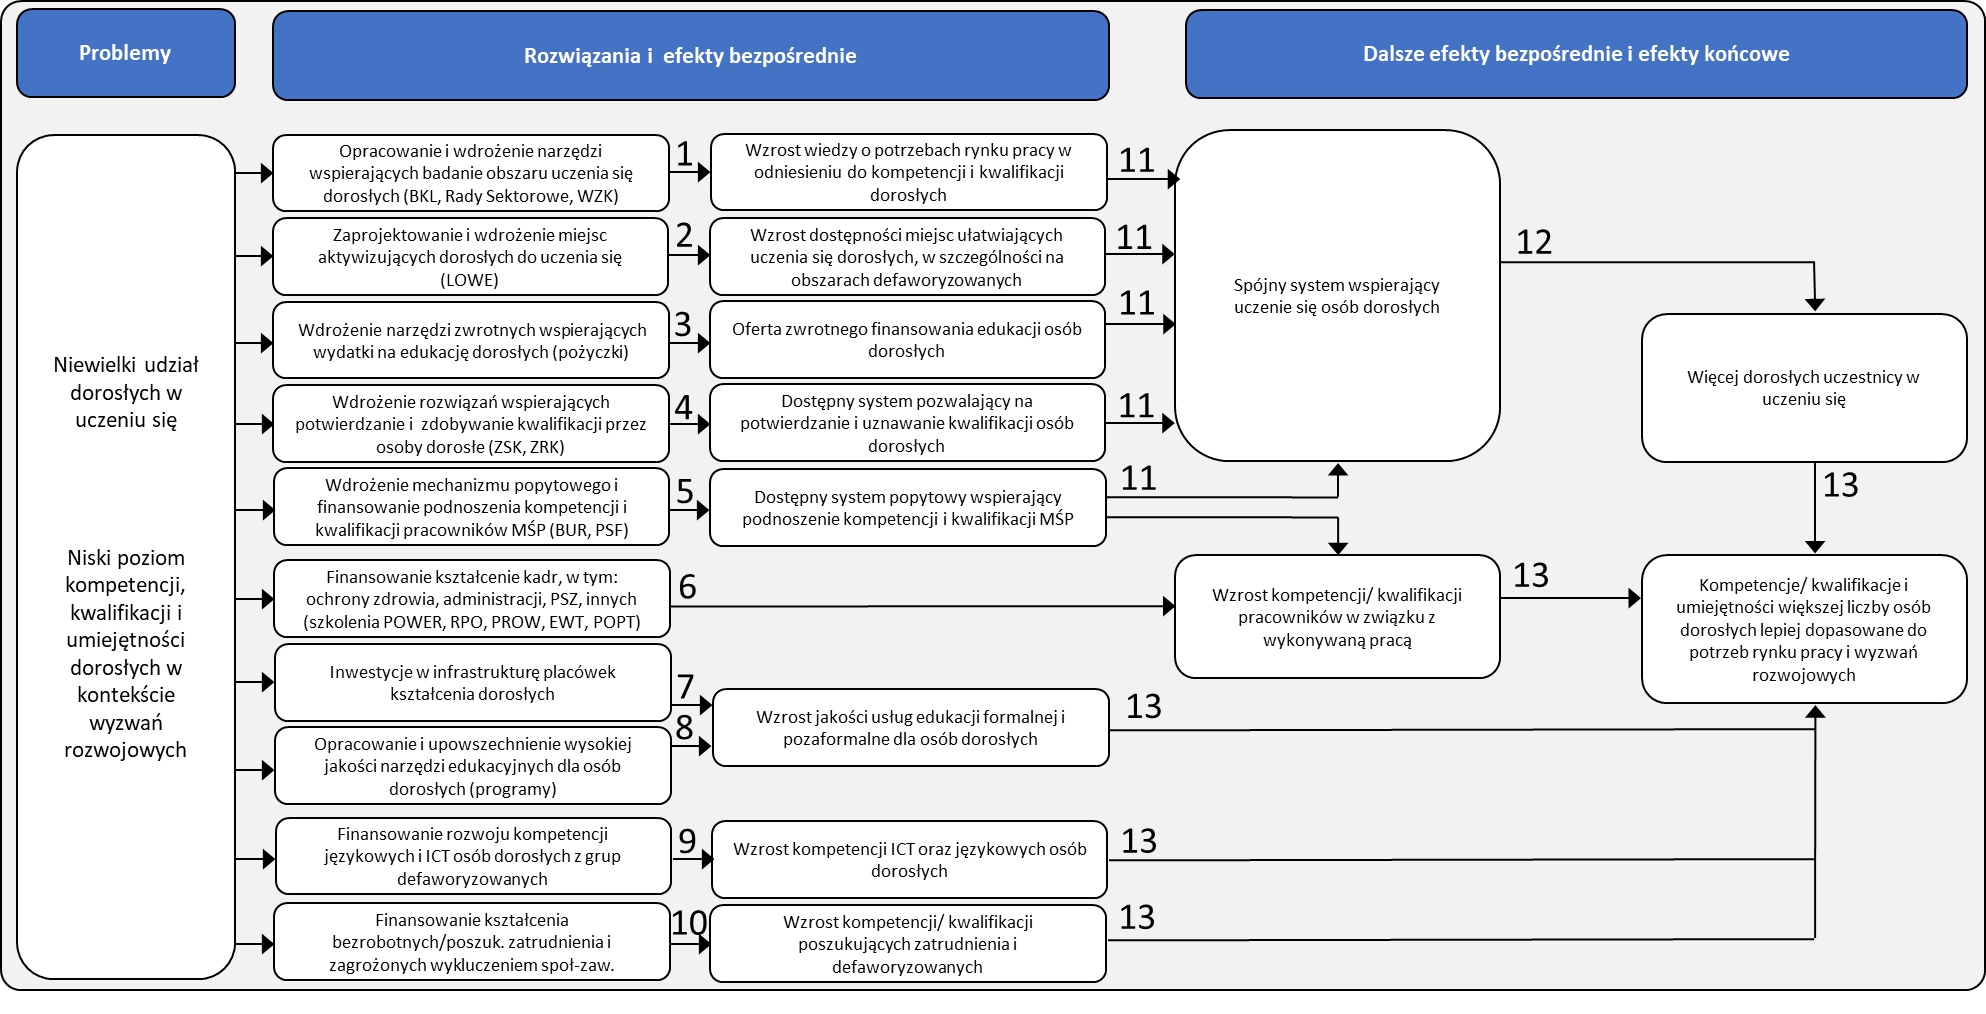 Problemy
Rozwiązania i efekty bezpośrednie
Dalsze efekty bezpośrednie i efekty końcowe
Niewielki udział
dorosłych w
uczeniu się
Niski poziom
kompetencji,
kwalifikacji i
umiejętności
dorosłych w
kontekście
wyzwań
rozwojowych
Opracowanie i wdrożenie narzędzi
wspierających badanie obszaru uczenia się
dorosłych (BKL, Rady Sektorowe, WZK)
1
Wzrost wiedzy o potrzebach rynku pracy w
odniesieniu do kompetencji i kwalifikacji
dorosłych
11
Zaprojektowanie i wdrożenie miejsc
aktywizujących dorosłych do uczenia się
(LOWE)
2
Wzrost dostępności miejsc ułatwiających
uczenia się dorosłych, w szczególności na
obszarach defaworyzowanych
11
Wdrożenie narzędzi zwrotnych wspierających
wydatki na edukację dorosłych (pożyczki)
3
Oferta zwrotnego finansowania edukacji osób
dorosłych
11
Wdrożenie rozwiązań wspierających
potwierdzanie i zdobywanie kwalifikacji przez
osoby dorosłe (ZSK, ZRK)
4
Dostępny system pozwalający na
potwierdzanie i uznawanie kwalifikacji osób
dorosłych
11
Wdrożenie mechanizmu popytowego i
finansowanie podnoszenia kompetencji i
kwalifikacji pracowników MŚP (BUR, PSF)
5
Dostępny system popytowy wspierający
podnoszenie kompetencji i kwalifikacji MŚP
11
Finansowanie kształcenie kadr, w tym:
ochrony zdrowia, administracji, PSZ, innych
(szkolenia POWER, RPO, PROW, EWT, POPT)
6
Inwestycje w infrastrukturę placówek
kształcenia dorosłych
7
Opracowanie i upowszechnienie wysokiej
jakości narzędzi edukacyjnych dla osób
dorosłych (programy)
8
Wzrost jakości usług edukacji formalnej i
pozaformalne dla osób dorosłych
13
Finansowanie rozwoju kompetencji
językowych i ICT osób dorosłych z grup
defaworyzowanych
9
Wzrost kompetencji ICT oraz językowych osób
dorosłych
13
Finansowanie kształcenia
bezrobotnych/poszuk. zatrudnienia i
zagrożonych wykluczeniem społ-zaw.
10
Wzrost kompetencji/ kwalifikacji
poszukujących zatrudnienia i
defaworyzowanych
13
Spójny system wspierający
uczenie się osób dorosłych
12
Więcej dorosłych uczestnicy w
uczeniu się
13
Wzrost kompetencji/ kwalifikacji
pracowników w związku z
wykonywaną pracą
13
Kompetencje/ kwalifikacje i
umiejętności większej liczby osób
dorosłych lepiej dopasowane do
potrzeb rynku pracy i wyzwań
rozwojowych